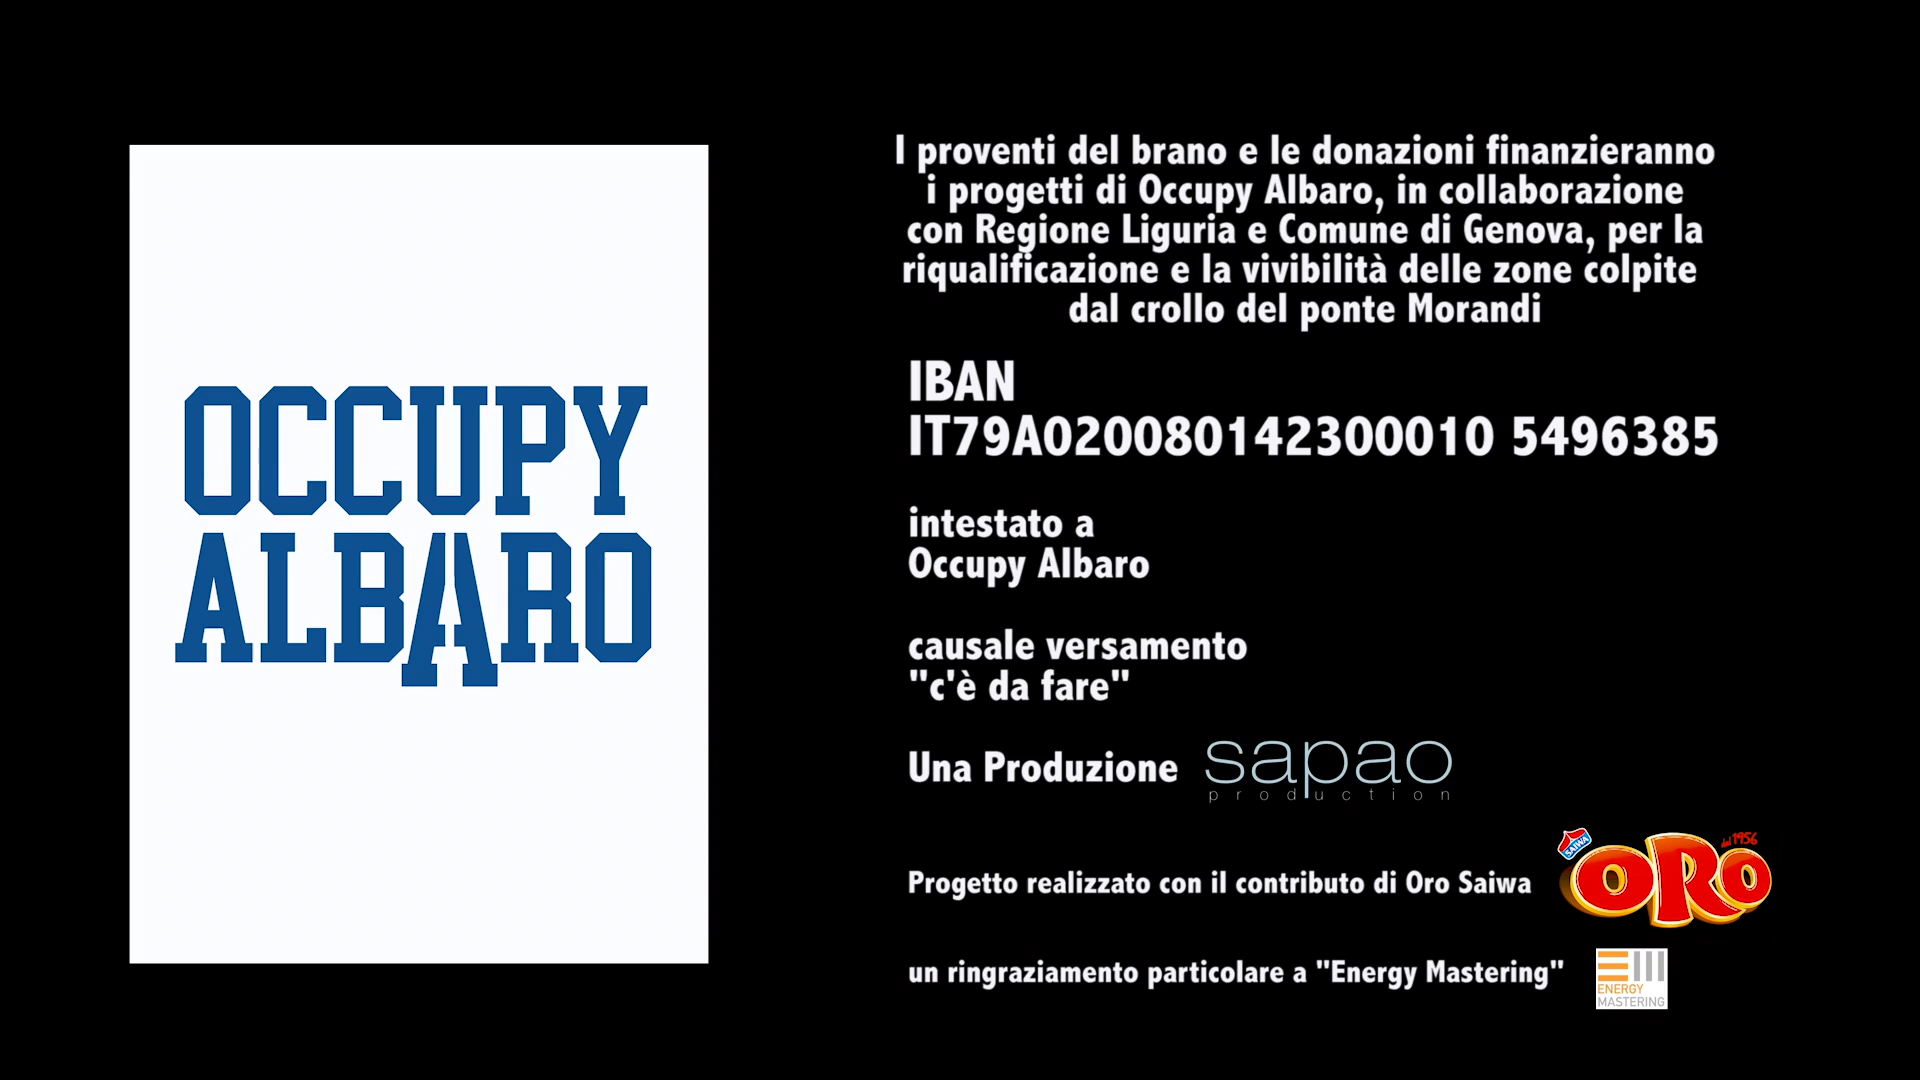 OCCUPY
ALBARO
I proventi del brano e le donazioni finanzieranno
i progetti di Occupy Albaro, in collaborazione
con Regione Liguria e Comune di Genova, per la
riqualificazione e la vivibilità delle zone colpite
dal crollo del ponte Morandi
IBAN
IT79A020080142300010 5496385
intestato a
Occupy Albaro
causale versamento
"c'è da fare"
Una Produzione sapao
production
Progetto realizzato con il contributo di Oro Saiwa
SAIWA
ORO
dal 1956
un ringraziamento particolare a "Energy Mastering"
EM
ENERGY
MASTERING